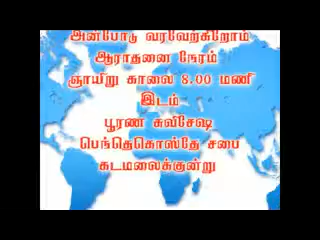 அன்போடு வரவேற்கிறோம்
ஆராதனை நேரம்
ஞாயிறு காலை 8.00 மணி
இடம்
பூரண சுவிசேஷ
பெந்தெகொஸ்தே சபை
கடமலைக்குன்று